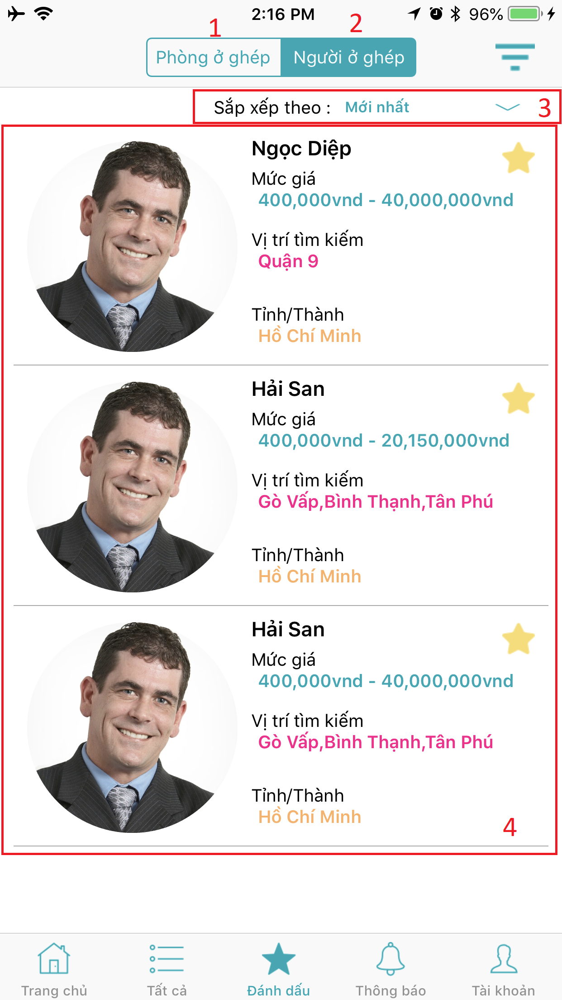 2:16 PM
96%
1
2
Phòng ở ghép
Người ở ghép
Sắp xếp theo : Mới nhất
3
Ngọc Diệp
Mức giá
400,000vnd - 40,000,000vnd
Vị trí tìm kiếm
Quận 9
Tỉnh/Thành
Hồ Chí Minh
Hải San
Mức giá
400,000vnd - 20,150,000vnd
Vị trí tìm kiếm
Gò Vấp,Bình Thạnh,Tân Phú
Tỉnh/Thành
Hồ Chí Minh
Hải San
Mức giá
400,000vnd - 40,000,000vnd
Vị trí tìm kiếm
Gò Vấp,Bình Thạnh,Tân Phú
Tỉnh/Thành
Hồ Chí Minh
4
Trang chủ
Tất cả
Đánh dấu
Thông báo
Tài khoản